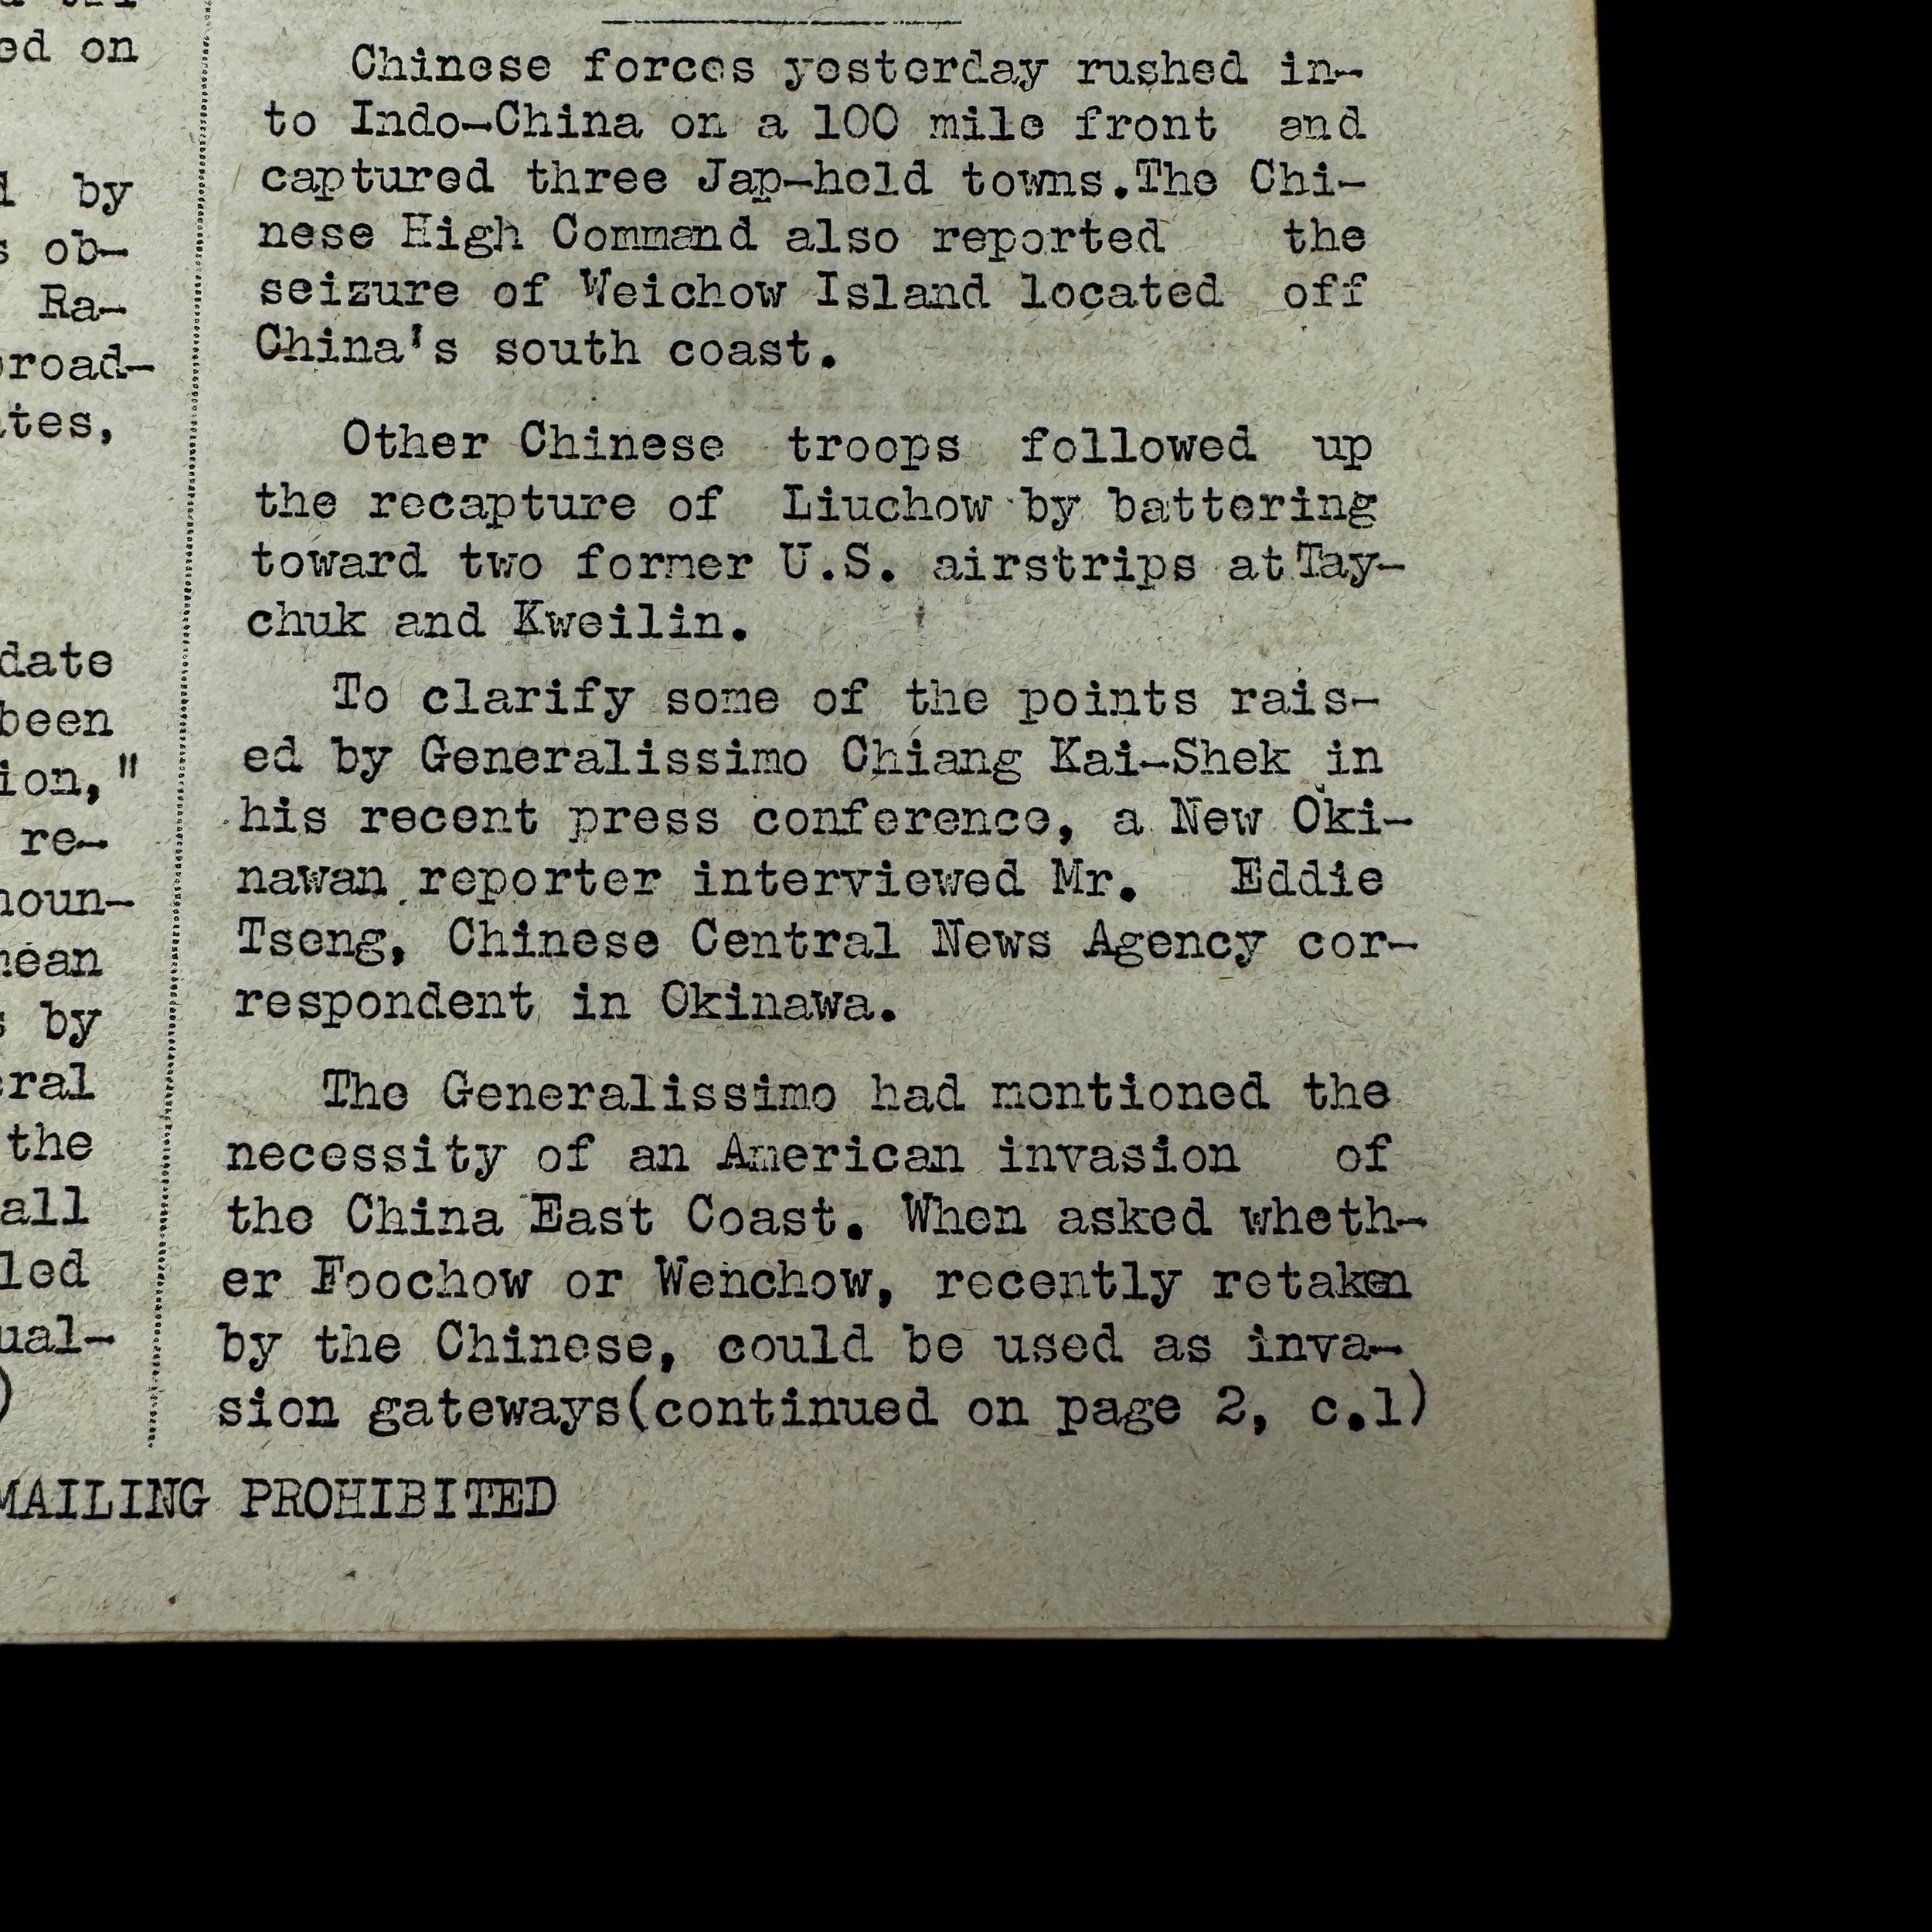 ed on
by
ob-
Ra-
road-
tes,
date
been
ion,"
re-
noun-
by
the
all
led
ual-
)
Chinese forces yesterday rushed in-
to Indo-China on a 100 mile front and
captured three Jap-held towns.The Chi-
nese High Command also reported the
seizure of Weichow Island located off
China's south coast.
Other Chinese troops followed up
the recapture of Liuchow by battering
toward two former U.S. airstrips at Tay-
chuk and Kweilin.
To clarify some of the points rais-
ed by Generalissimo Chiang Kai-Shek in
his recent press conference, a New Oki-
nawan reporter interviewed Mr. Eddie
Tseng, Chinese Central News Agency cor-
respondent in Okinawa.
The Generalissimo had mentioned the
necessity of an American invasion of
the China East Coast. When asked wheth-
er Foochow or Wenchow, recently retaken
by the Chinese, could be used as inva-
sion gateways(continued on page 2, c.1)
MAILING PROHIBITED